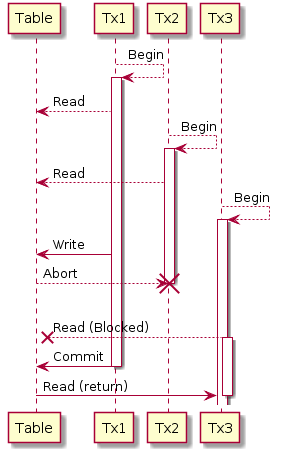 Table Tx1 Tx2 Tx3
Begin
Read
Begin
Read
Begin
Write
Abort
Read (Blocked)
Commit
Read (return)
Table Tx1 Tx2 Tx3